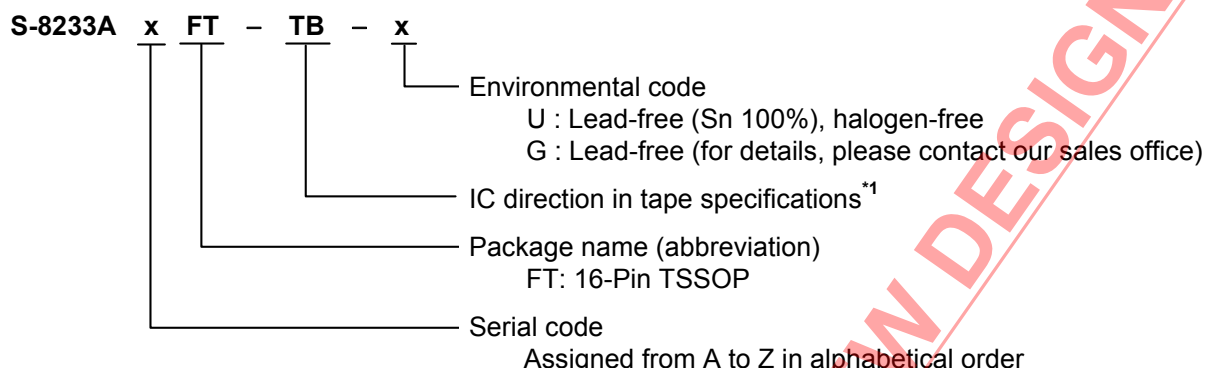 S-8233A x FT – TB – x
Environmental code
U : Lead-free (Sn 100%), halogen-free
G : Lead-free (for details, please contact our sales office)
IC direction in tape specifications*1
Package name (abbreviation)
FT: 16-Pin TSSOP
Serial code
Assigned from A to Z in alphabetical order
W DESIGN